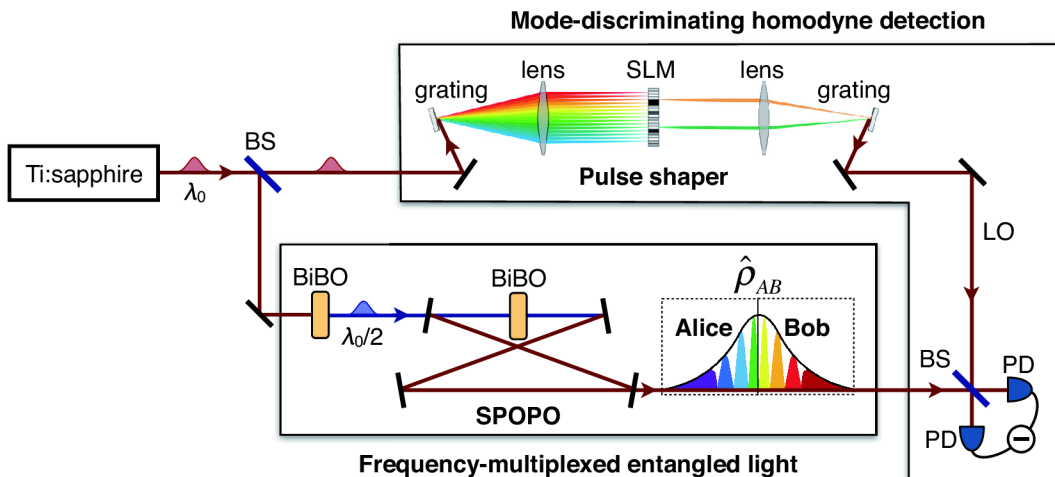 Mode-discriminating homodyne detection
lens
SLM
lens
grating
grating
BS
Ti:sapphire
λ₀
Pulse shaper
LO
BiBO
BiBO
λ₀/2
ρ̂_AB
Alice
Bob
SPOPO
BS
PD
PD
Frequency-multiplexed entangled light